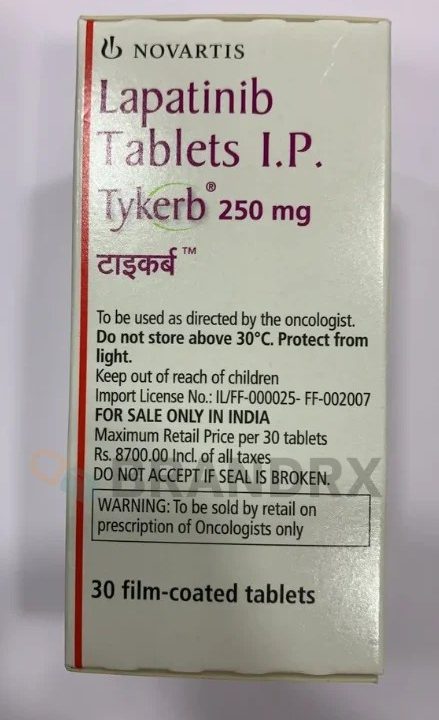 NOVARTIS
Lapatinib
Tablets I.P.
Tykerb® 250 mg
टाइकर्ब ™
To be used as directed by the oncologist.
Do not store above 30°C. Protect from
light.
Keep out of reach of children
Import License No.: IL/FF-000025- FF-002007
FOR SALE ONLY IN INDIA
Maximum Retail Price per 30 tablets
Rs. 8700.00 Incl. of all taxes
BRANDRX
DO NOT ACCEPT IF SEAL IS BROKEN.
WARNING: To be sold by retail on
prescription of Oncologists only
30 film-coated tablets